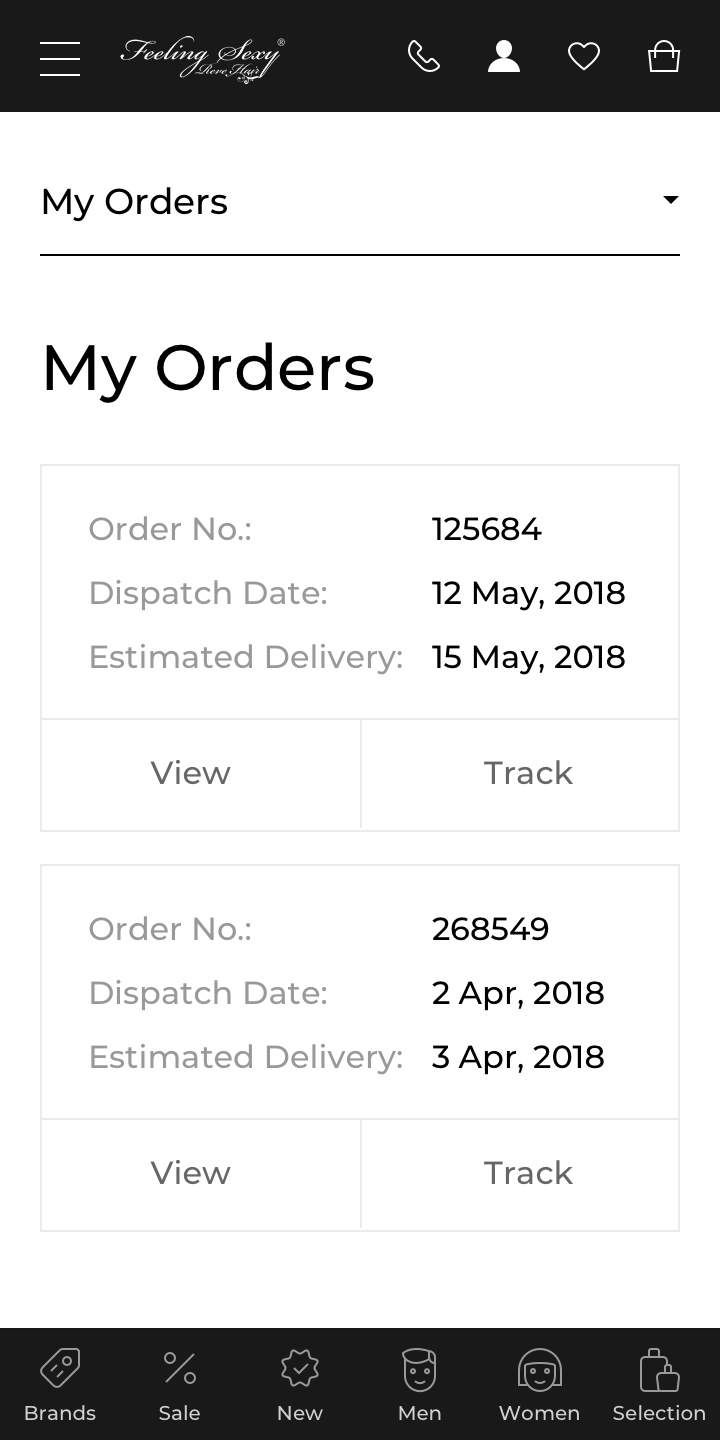 Feeling Sexy®
Reve Hair
My Orders
My Orders
Order No.: 125684
Dispatch Date: 12 May, 2018
Estimated Delivery: 15 May, 2018
View Track
Order No.: 268549
Dispatch Date: 2 Apr, 2018
Estimated Delivery: 3 Apr, 2018
View Track
Brands Sale New Men Women Selection